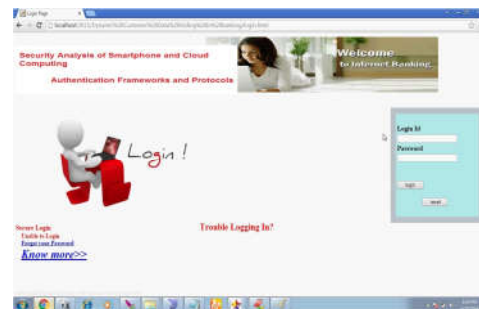 Login Page
Security Analysis of Smartphone and Cloud
Computing
Authentication Frameworks and Protocols
Welcome
to Internet Banking
Login !
Login Id
Password
login
reset
Secure Login
Trouble Logging In?
Unable to Login
Forgot your Password
Know more>>